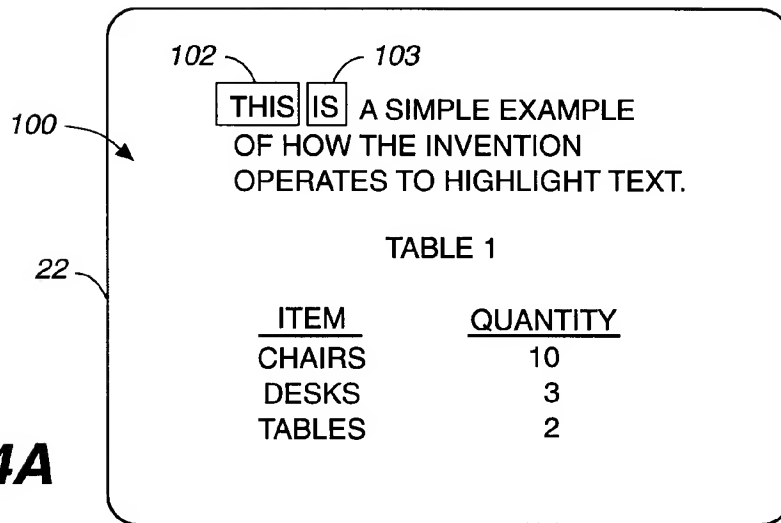 102 103
THIS IS A SIMPLE EXAMPLE
100
OF HOW THE INVENTION
OPERATES TO HIGHLIGHT TEXT.
TABLE 1
22
ITEM QUANTITY
CHAIRS 10
DESKS 3
TABLES 2
4A